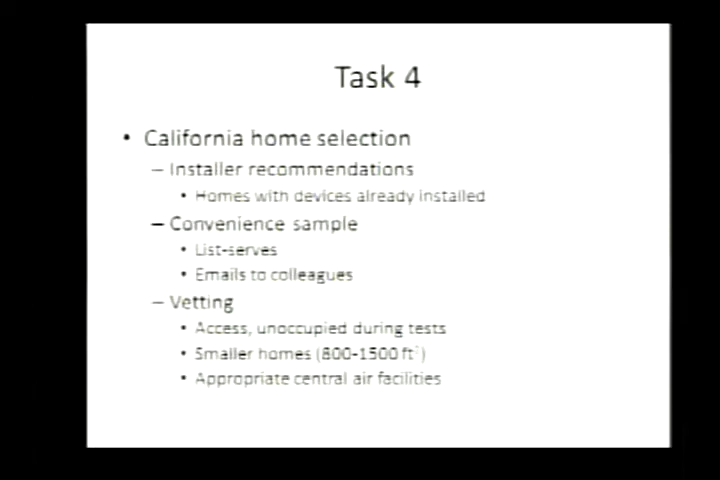 Task 4
• California home selection
– Installer recommendations
• Homes with devices already installed
– Convenience sample
• List-serves
• Emails to colleagues
– Vetting
• Access, unoccupied during tests
• Smaller homes (800-1500 ft²)
• Appropriate central air facilities